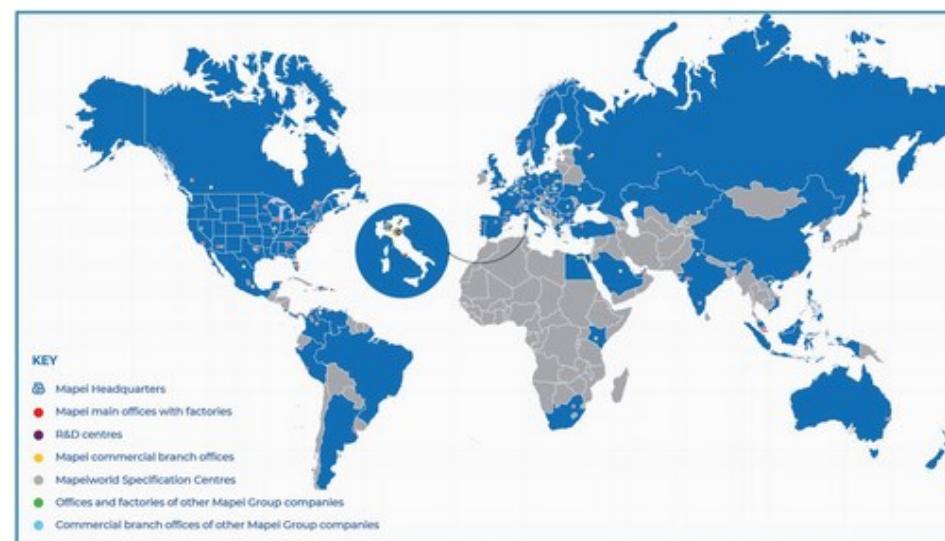 KEY
Mapei Headquarters
Mapei main offices with factories
R&D centres
Mapei commercial branch offices
Mapeiworld Specification Centres
Offices and factories of other Mapei Group companies
Commercial branch offices of other Mapei Group companies